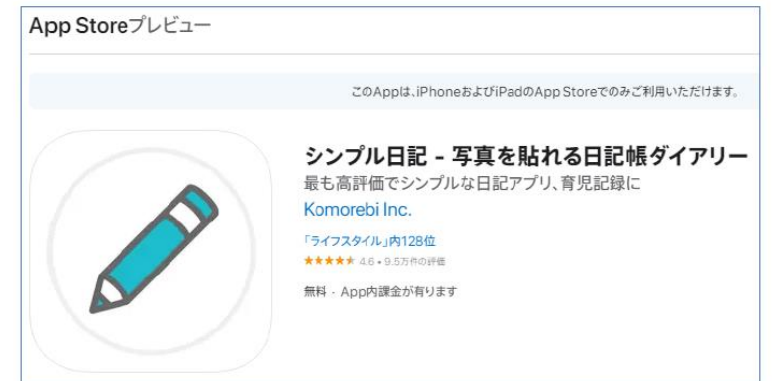 App Storeプレビュー
このAppは、iPhoneおよびiPadのApp Storeでのみご利用いただけます。
シンプル日記 - 写真を貼れる日記帳ダイアリー
最も高評価でシンプルな日記アプリ、育児記録に
Komorebi Inc.
「ライフスタイル」内128位
★★★★★ 4.6 • 9.5万件の評価
無料 · App内課金が有ります